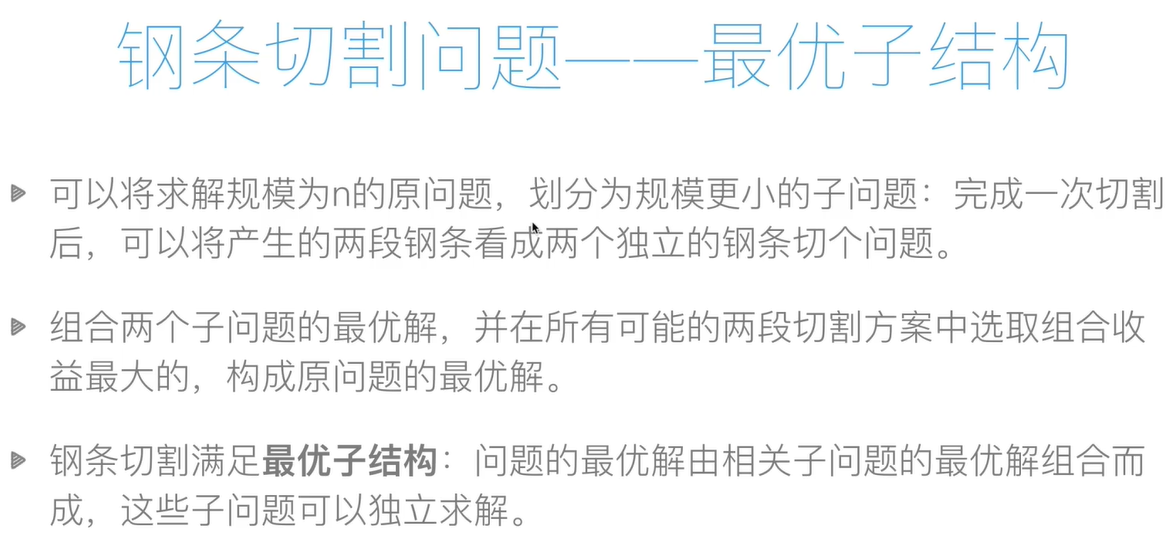 钢条切割问题——最优子结构
可以将求解规模为n的原问题，划分为规模更小的子问题：完成一次切割
后，可以将产生的两段钢条看成两个独立的钢条切个问题。
组合两个子问题的最优解，并在所有可能的两段切割方案中选取组合收
益最大的，构成原问题的最优解。
钢条切割满足最优子结构：问题的最优解由相关子问题的最优解组合而
成，这些子问题可以独立求解。